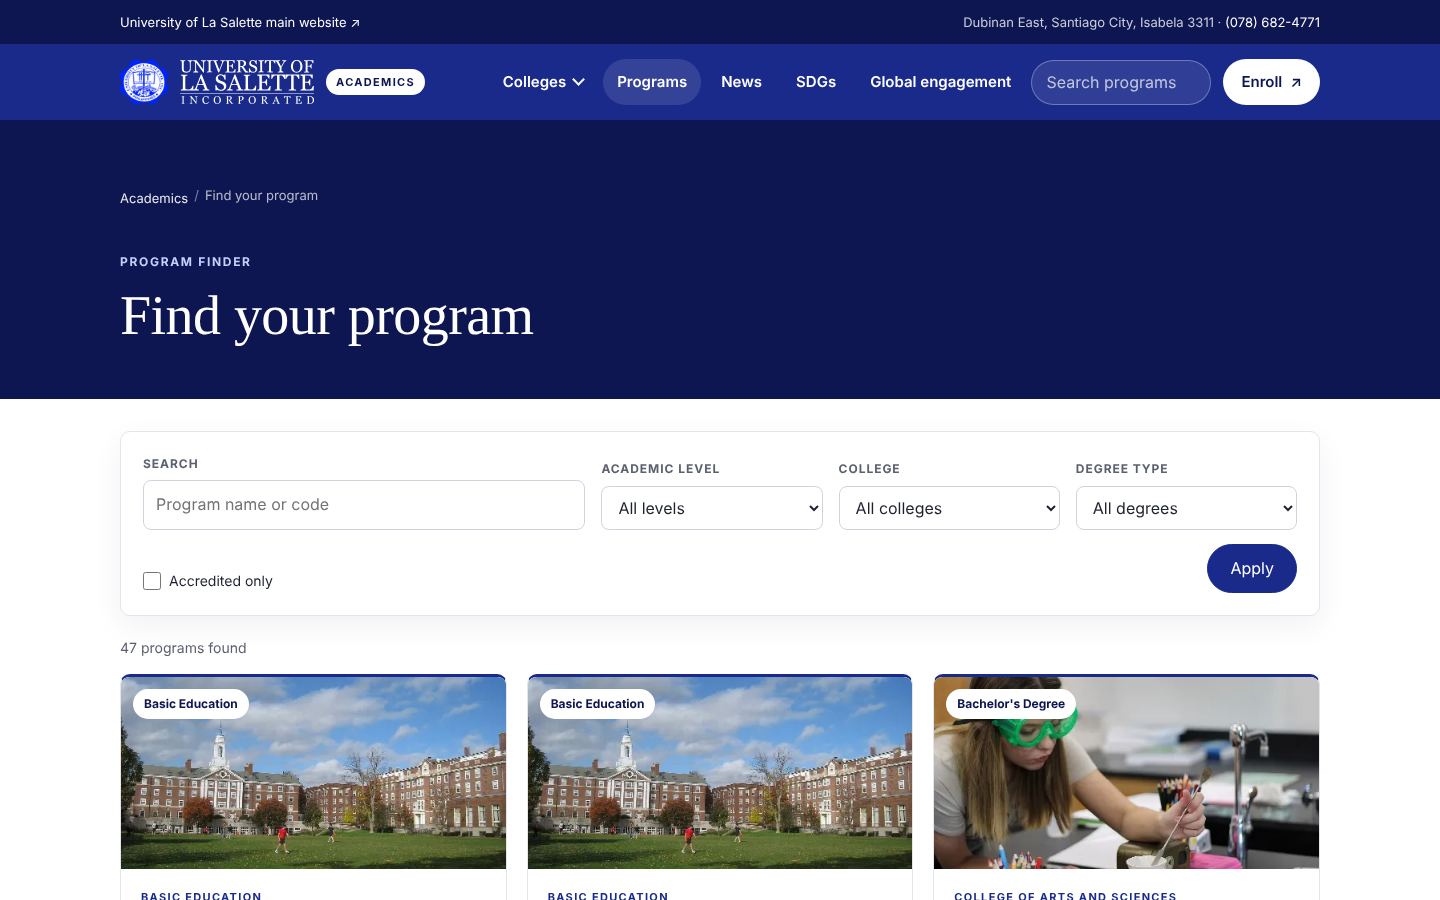 University of La Salette main website ↗
Dubinan East, Santiago City, Isabela 3311 · (078) 682-4771
UNIVERSITY OF
LA SALETTE
INCORPORATED
ACADEMICS
Colleges
Programs
News
SDGs
Global engagement
Search programs
Enroll ↗
Academics / Find your program
PROGRAM FINDER
Find your program
SEARCH
ACADEMIC LEVEL
COLLEGE
DEGREE TYPE
Program name or code
All levels
All colleges
All degrees
Accredited only
Apply
47 programs found
Basic Education
Basic Education
Bachelor's Degree
BASIC EDUCATION
BASIC EDUCATION
COLLEGE OF ARTS AND SCIENCES